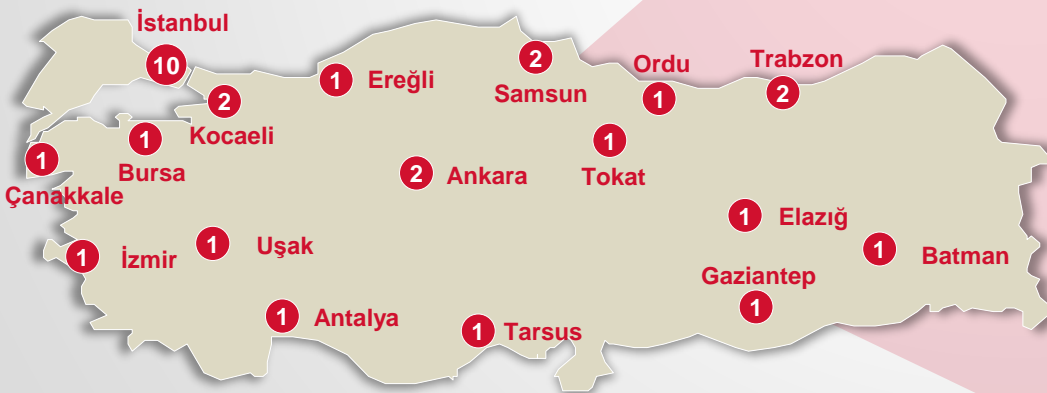 İstanbul
10
2
Ordu
Trabzon
1
Ereğli
Samsun
1
2
2
Kocaeli
1
Bursa
1
Tokat
1
Çanakkale
2
Ankara
1
Elazığ
1
İzmir
1
Uşak
1
Batman
Gaziantep
1
1
Antalya
1
Tarsus